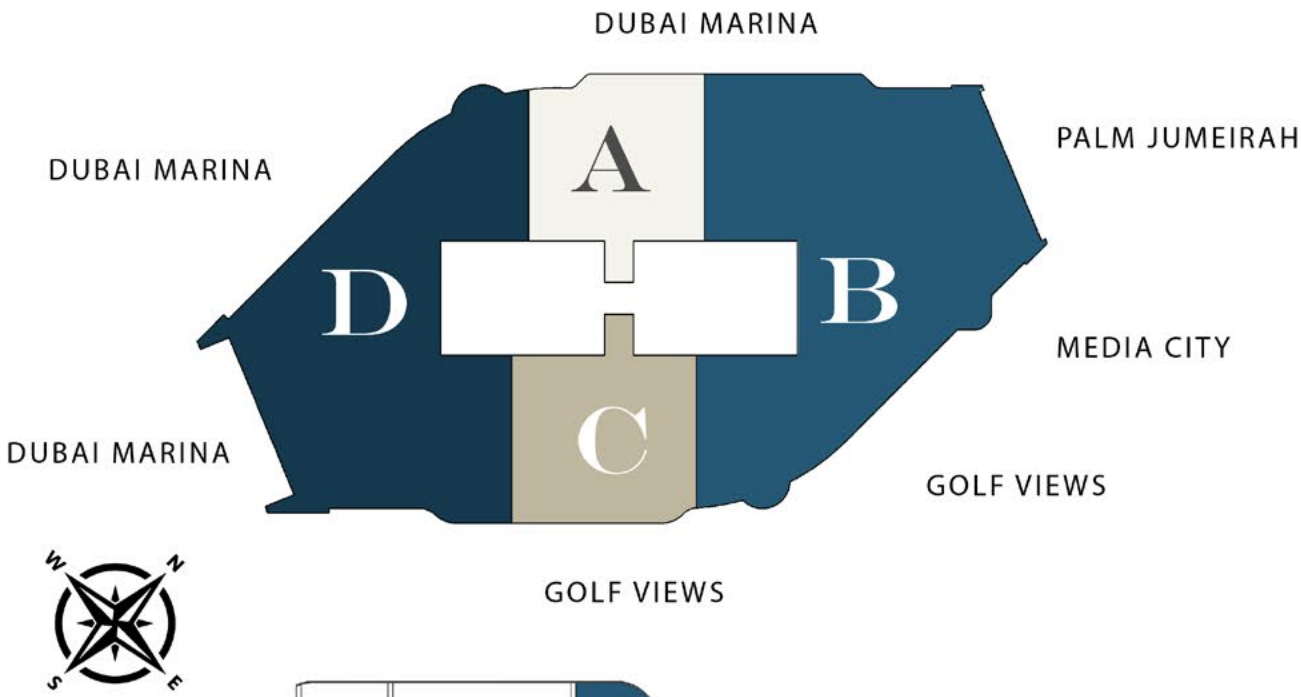 DUBAI MARINA
PALM JUMEIRAH
DUBAI MARINA
A
D
B
MEDIA CITY
C
DUBAI MARINA
GOLF VIEWS
W N
GOLF VIEWS
S E